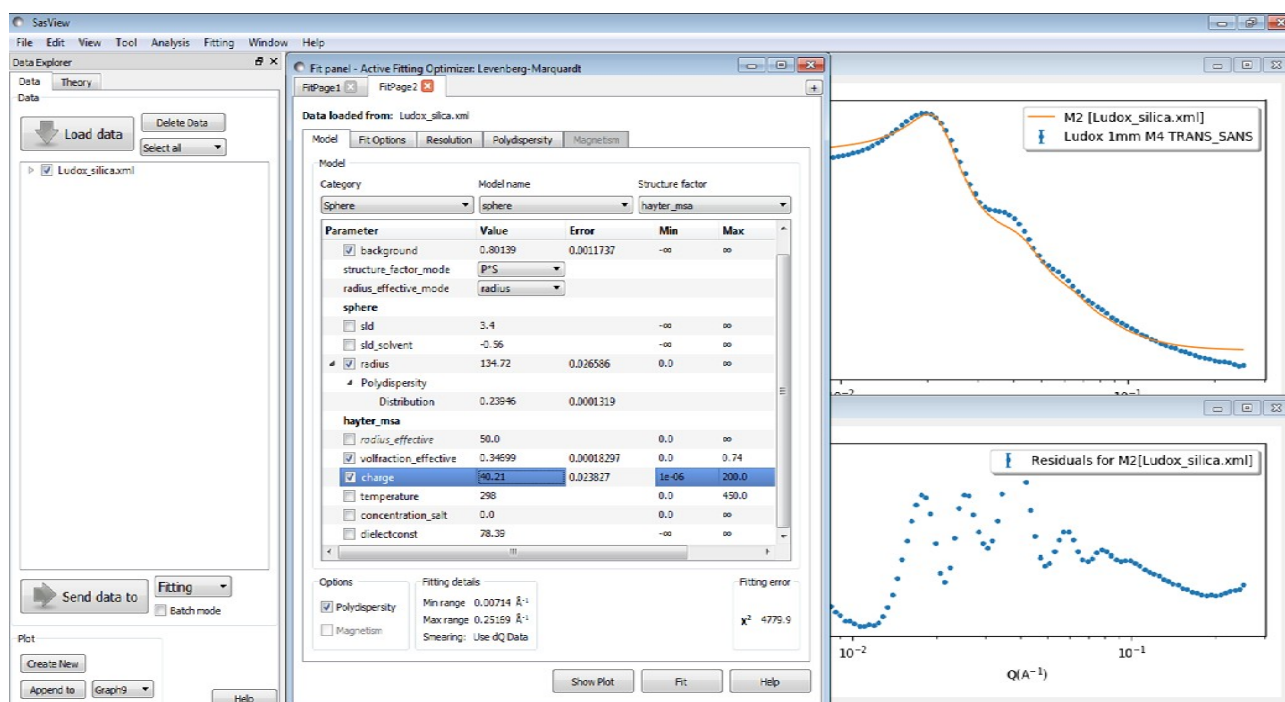 SasView
File Edit View Tool Analysis Fitting Window Help
Data Explorer
Data Theory
Data
Load data
Delete Data
Select all
Ludox_silica.xml
Send data to
Fitting
Batch mode
Plot
Create New
Append to
Graph9
Help
Fit panel - Active Fitting Optimizer: Levenberg-Marquardt
FitPage1 FitPage2
Data loaded from: Ludox_silica.xml
Model Fit Options Resolution Polydispersity Magnetism
Model
Category Model name Structure factor
Sphere sphere hayter_msa
Parameter Value Error Min Max
background 0.80139 0.0011737 -∞ ∞
structure_factor_mode P*S
radius_effective_mode radius
sphere
sld 3.4 -∞ ∞
sld_solvent -0.56 -∞ ∞
radius 134.72 0.026586 0.0 ∞
Polydispersity
Distribution 0.23946 0.0001319
hayter_msa
radius_effective 50.0 0.0 ∞
volfraction_effective 0.34699 0.00018297 0.0 0.74
charge 40.21 0.023827 1e-06 200.0
temperature 298 0.0 450.0
concentration_salt 0.0 0.0 ∞
dielectconst 78.39 -∞ ∞
Options
Polydispersity
Magnetism
Fitting details
Min range 0.00714 Å⁻¹
Max range 0.25169 Å⁻¹
Smearing: Use dQ Data
Fitting error
χ² 4779.9
Show Plot Fit Help
M2 [Ludox_silica.xml]
Ludox 1mm M4 TRANS_SANS
Residuals for M2[Ludox_silica.xml]
10⁻² 10⁻¹
Q(A⁻¹)